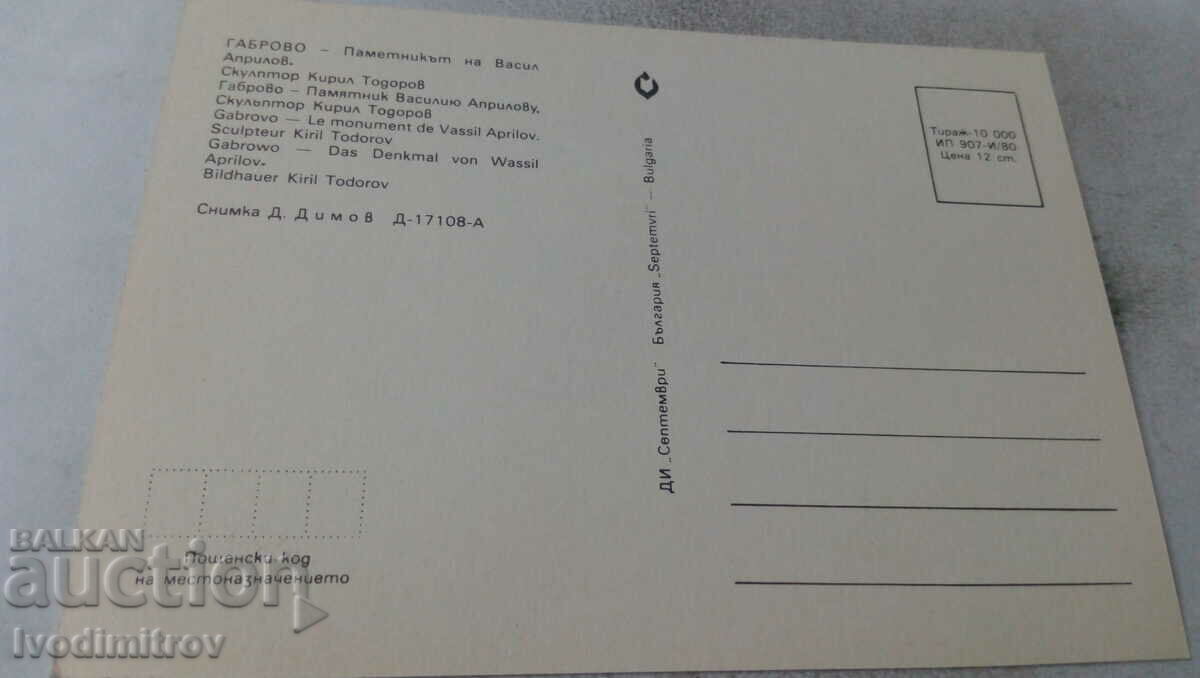 ГАБРОВО – Паметникът на Васил
Априлов.
Скулптор Кирил Тодоров
Габрово – Памятник Василию Априлову.
Скульптор Кирил Тодоров
Gabrovo — Le monument de Vassil Aprilov.
Sculpteur Kiril Todorov
Gabrowo — Das Denkmal von Wassil
Aprilov.
Bildhauer Kiril Todorov
Снимка Д. Димов Д-17108-А
ДИ „Септември" България „Septemvri" — Bulgaria
Тираж-10 000
ИП 907-И/80
Цена 12 ст.
Пощенски код
на местоназначението
BALKAN
auction
Ivodimitrov